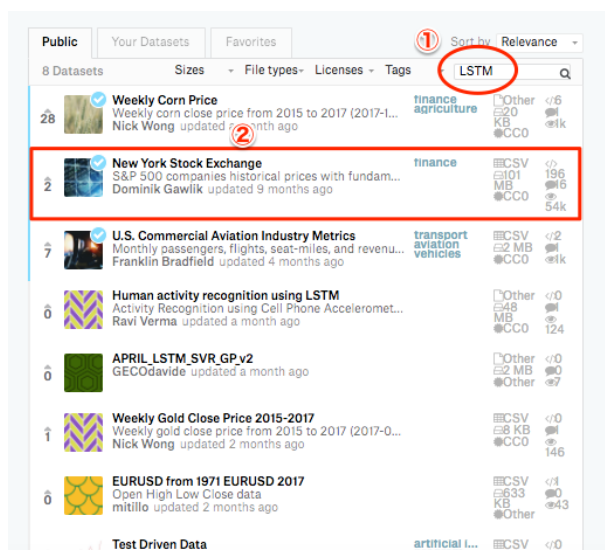 Public Your Datasets Favorites ① Sort by Relevance
8 Datasets Sizes File types Licenses Tags LSTM
28
Weekly Corn Price
Weekly corn close price from 2015 to 2017 (2017-1...
Nick Wong updated a month ago
finance
agriculture
Other
20
KB
CC0
6
1
1k
②
2
New York Stock Exchange
S&P 500 companies historical prices with fundam...
Dominik Gawlik updated 9 months ago
finance
CSV
101
MB
CC0
196
16
54k
7
U.S. Commercial Aviation Industry Metrics
Monthly passengers, flights, seat-miles, and revenu...
Franklin Bradfield updated 4 months ago
transport
aviation
vehicles
CSV
2 MB
CC0
2
1
1k
0
Human activity recognition using LSTM
Activity Recognition using Cell Phone Acceleromet...
Ravi Verma updated a month ago
Other
48
MB
CC0
0
1
124
0
APRIL_LSTM_SVR_GP_v2
GECOdavide updated a month ago
Other
2 MB
Other
0
0
7
1
Weekly Gold Close Price 2015-2017
Weekly gold close price from 2015 to 2017 (2017-0...
Nick Wong updated 2 months ago
CSV
8 KB
CC0
0
1
146
0
EURUSD from 1971 EURUSD 2017
Open High Low Close data
mitillo updated 2 months ago
CSV
633
KB
Other
1
0
43
Test Driven Data
artificial i...
CSV
0